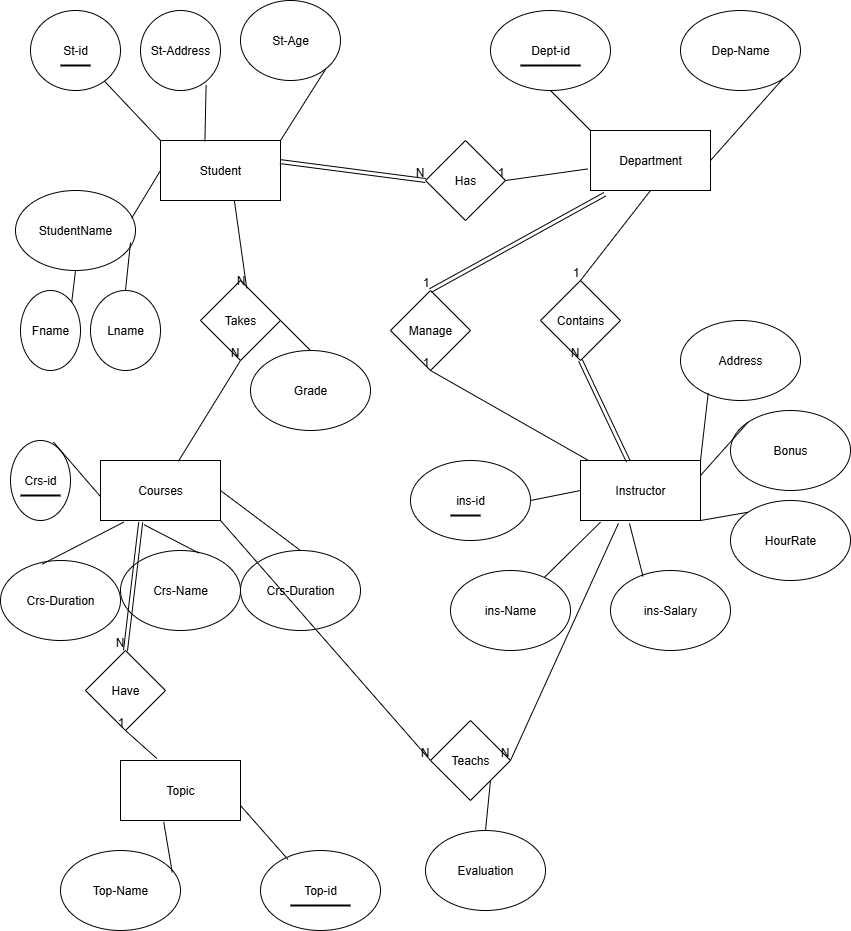 St-id
St-Address
St-Age
Dept-id
Dep-Name
Student
N
Has
1
Department
StudentName
Fname
Lname
N
Takes
N
Grade
1
Manage
1
1
Contains
N
Address
Bonus
Crs-id
Courses
ins-id
Instructor
HourRate
Crs-Duration
Crs-Name
Crs-Duration
ins-Name
ins-Salary
N
Have
1
N
Teachs
N
Topic
Evaluation
Top-Name
Top-id